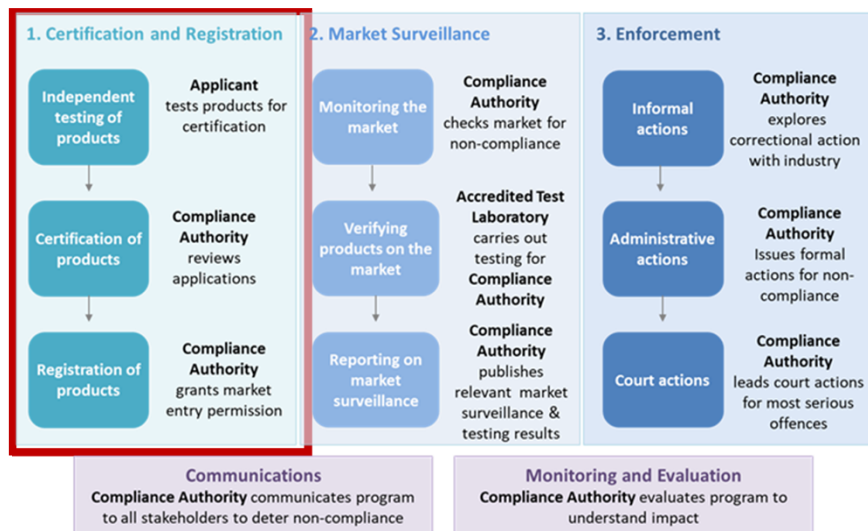 1. Certification and Registration
Independent
testing of
products
Applicant
tests products for
certification
Certification of
products
Compliance
Authority
reviews
applications
Registration of
products
Compliance
Authority
grants market
entry permission
2. Market Surveillance
Monitoring the
market
Compliance
Authority
checks market for
non-compliance
Verifying
products on the
market
Accredited Test
Laboratory
carries out
testing for
Compliance
Authority
Reporting on
market
surveillance
Compliance
Authority
publishes
relevant market
surveillance &
testing results
3. Enforcement
Informal
actions
Compliance
Authority
explores
correctional action
with industry
Administrative
actions
Compliance
Authority
Issues formal
actions for non-
compliance
Court actions
Compliance
Authority
leads court actions
for most serious
offences
Communications
Compliance Authority communicates program
to all stakeholders to deter non-compliance
Monitoring and Evaluation
Compliance Authority evaluates program to
understand impact